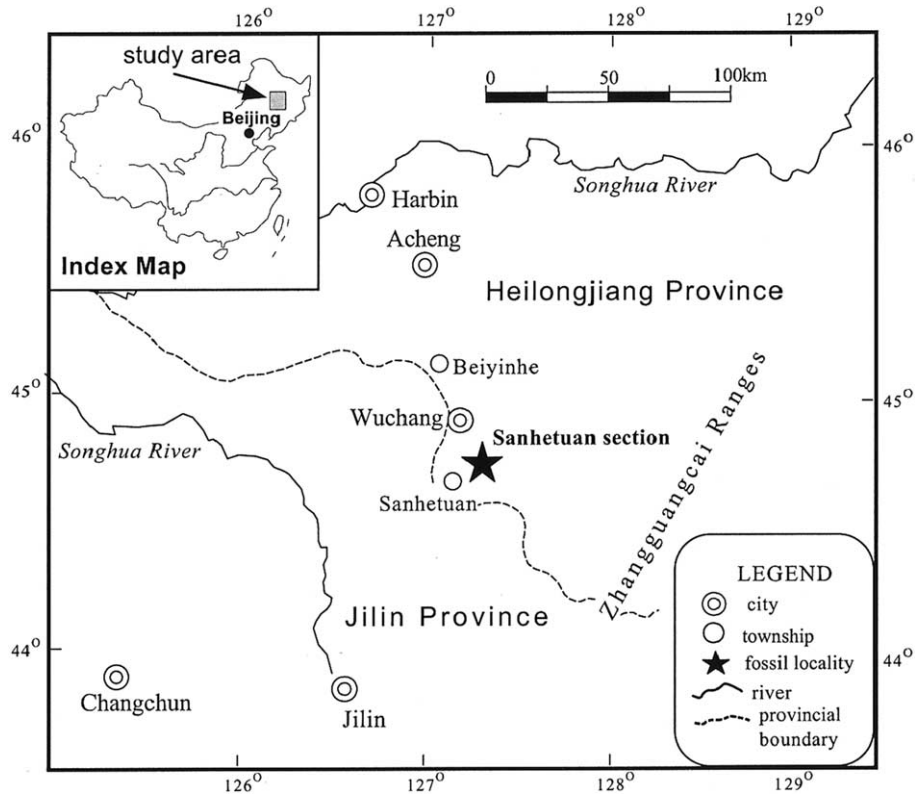 126°
127°
128°
129°
study area
Beijing
Index Map
0
50
100km
46°
46°
Songhua River
Harbin
Acheng
Heilongjiang Province
Beiyinhe
45°
45°
Wuchang
Sanhetuan section
Songhua River
Sanhetuan
Zhangguangcai Ranges
Jilin Province
44°
44°
Changchun
Jilin
LEGEND
city
township
fossil locality
river
provincial
boundary
126°
127°
128°
129°